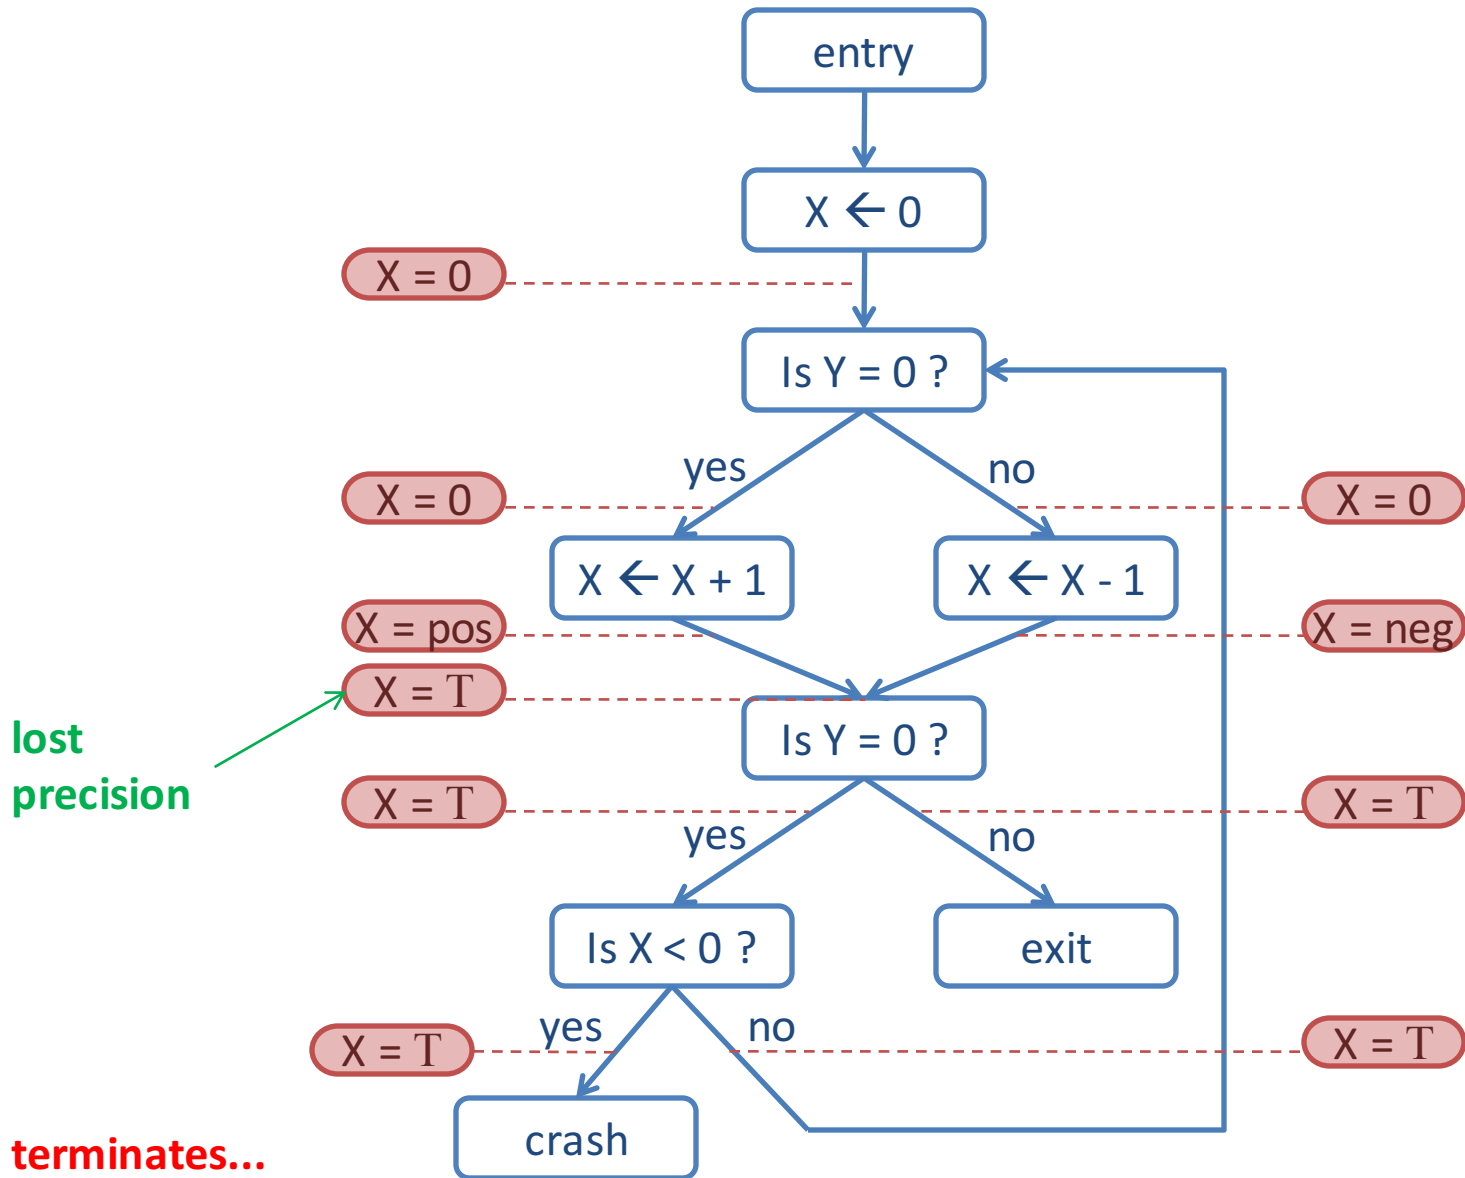 entry
X ← 0
X = 0
Is Y = 0 ?
yes
no
X = 0
X = 0
X ← X + 1
X ← X - 1
X = pos
X = neg
X = T
lost
precision
Is Y = 0 ?
X = T
X = T
yes
no
Is X < 0 ?
exit
yes
no
X = T
X = T
crash
terminates...